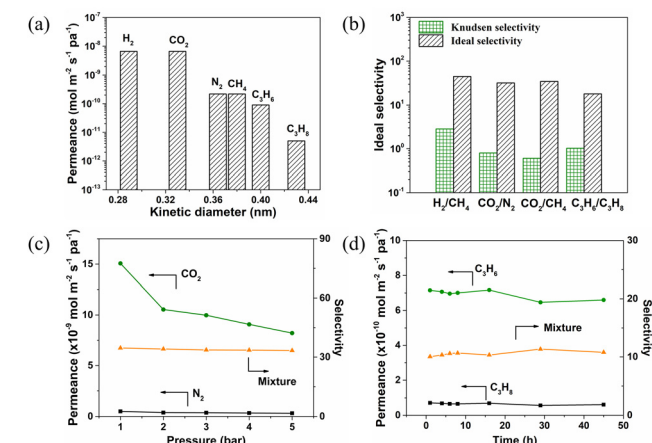 (a)
Permeance (mol m⁻² s⁻¹ pa⁻¹)
10⁻⁷
10⁻⁸
10⁻⁹
10⁻¹⁰
10⁻¹¹
10⁻¹²
10⁻¹³
H₂
CO₂
N₂ CH₄
C₃H₆
C₃H₈
0.28 0.32 0.36 0.40 0.44
Kinetic diameter (nm)
(b)
Ideal selectivity
10³
10²
10¹
10⁰
10⁻¹
Knudsen selectivity
Ideal selectivity
H₂/CH₄ CO₂/N₂ CO₂/CH₄ C₃H₆/C₃H₈
(c)
Permeance (x10⁻⁹ mol m⁻² s⁻¹ pa⁻¹)
15
10
5
0
CO₂
N₂
Mixture
90
60
30
0
Selectivity
1 2 3 4 5
Pressure (bar)
(d)
Permeance (x10⁻¹⁰ mol m⁻² s⁻¹ pa⁻¹)
10
8
6
4
2
0
C₃H₆
Mixture
C₃H₈
30
20
10
0
Selectivity
0 10 20 30 40 50
Time (h)